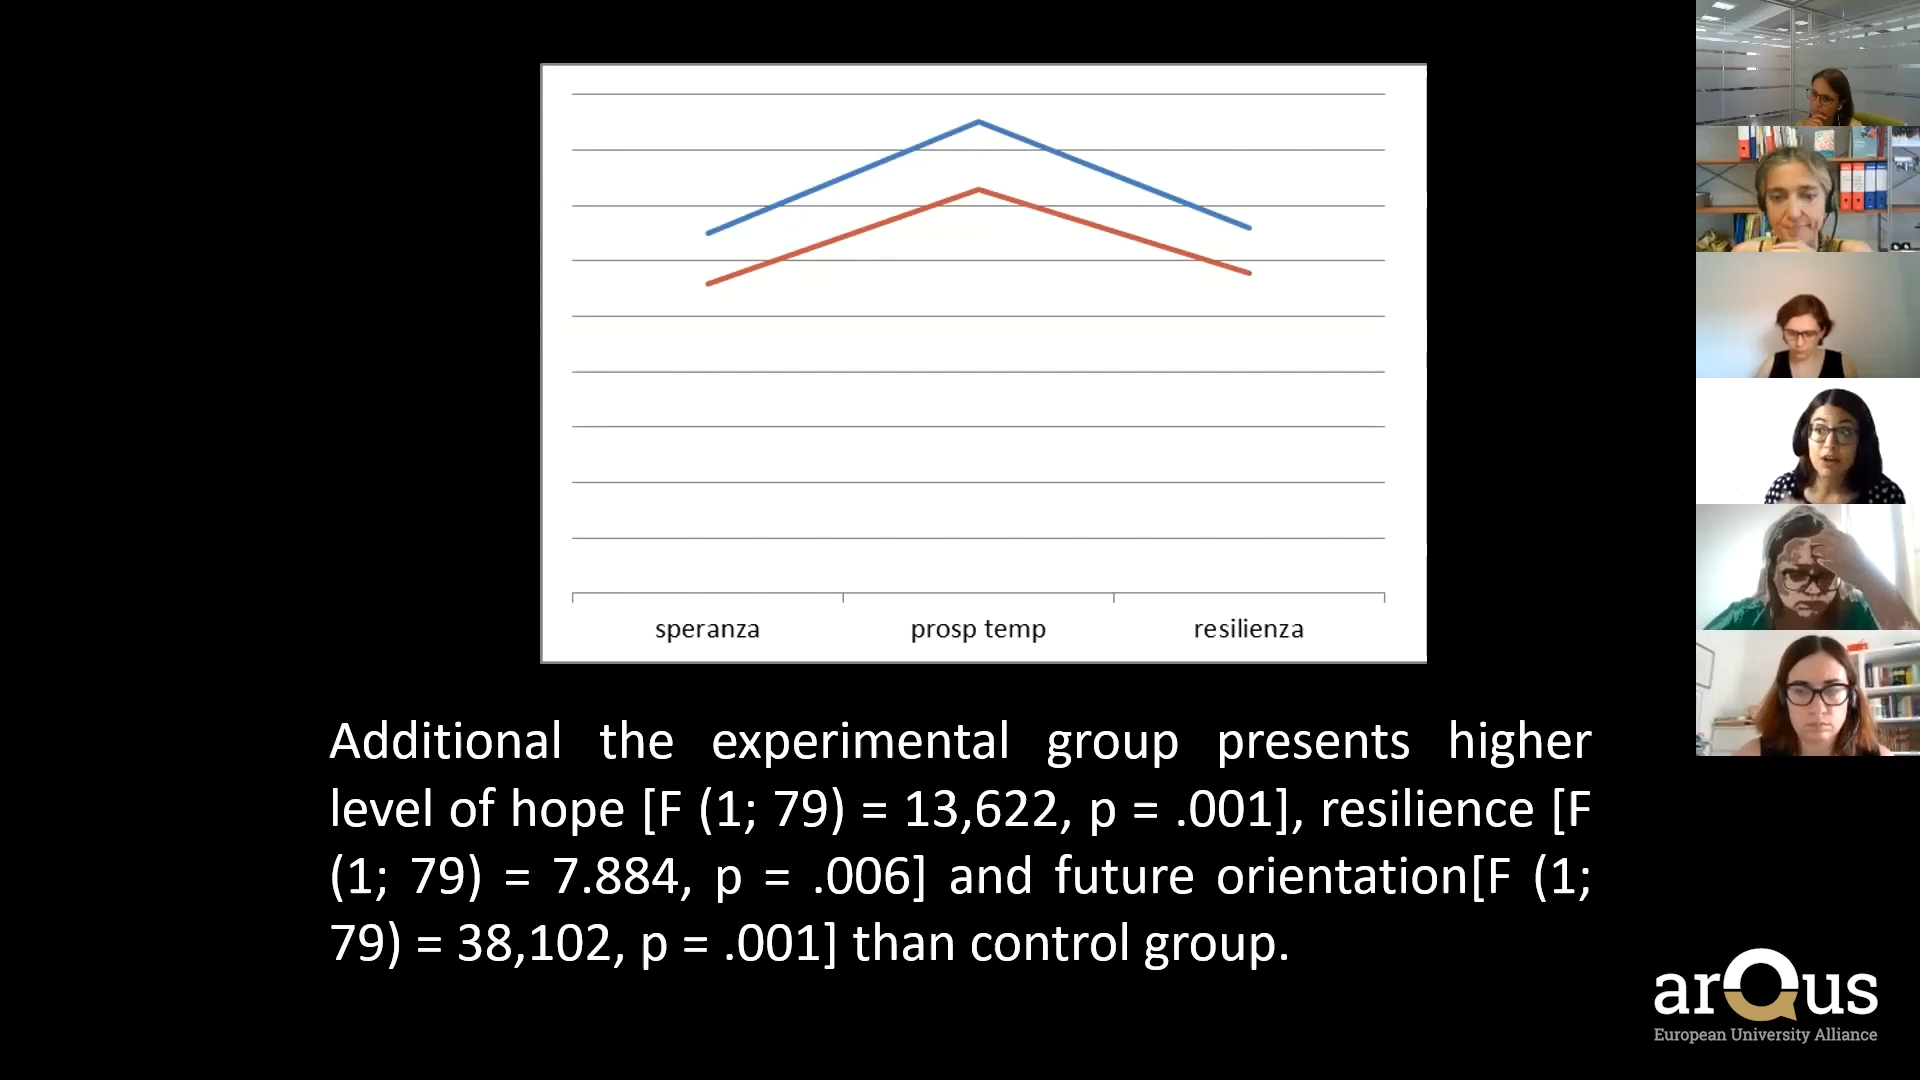 speranza prosp temp resilienza
Additional the experimental group presents higher
level of hope [F (1; 79) = 13,622, p = .001], resilience [F
(1; 79) = 7.884, p = .006] and future orientation[F (1;
79) = 38,102, p = .001] than control group.
arQus
European University Alliance